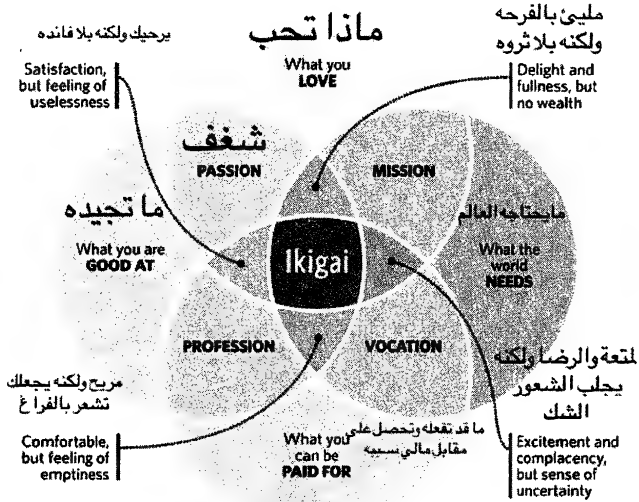 ماذا تحب
What you
LOVE
يرحيك ولكنه بلا فائده
Satisfaction,
but feeling of
uselessness
مليئ بالفرحه
ولكنه بلا ثروه
Delight and
fullness, but
no wealth
شغف
PASSION
MISSION
ما تجيده
What you are
GOOD AT
Ikigai
مايحتاجه العالم
What the
world
NEEDS
PROFESSION
VOCATION
مريح ولكنه يجعلك
تشعر بالفراغ
Comfortable,
but feeling of
emptiness
What you
can be
PAID FOR
ما قد تفعله وتحصل على
مقابل مالي
لمتعة والرضا ولكنه
يجلب الشعور
الشك
Excitement and
complacency,
but sense of
uncertainty